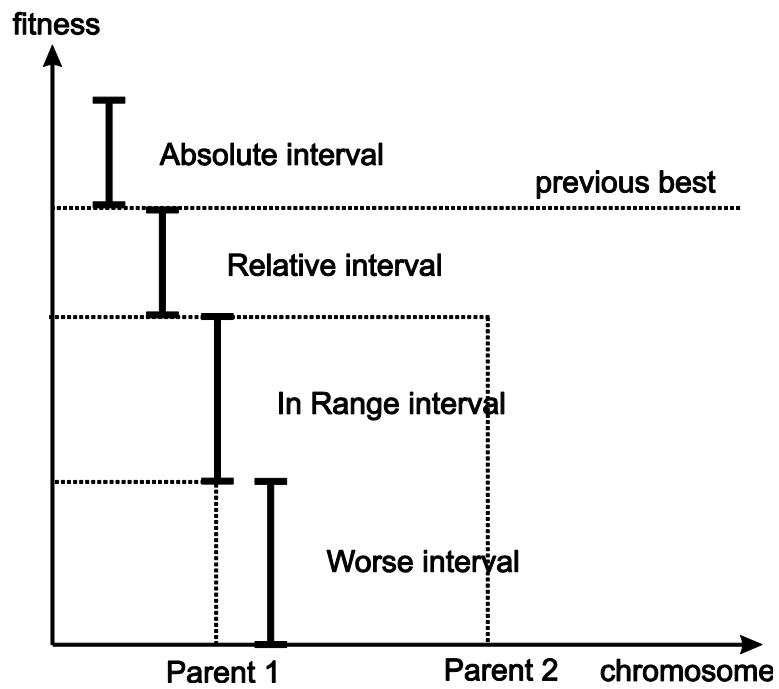 fitness
Absolute interval
previous best
Relative interval
In Range interval
Worse interval
Parent 1
Parent 2
chromosome